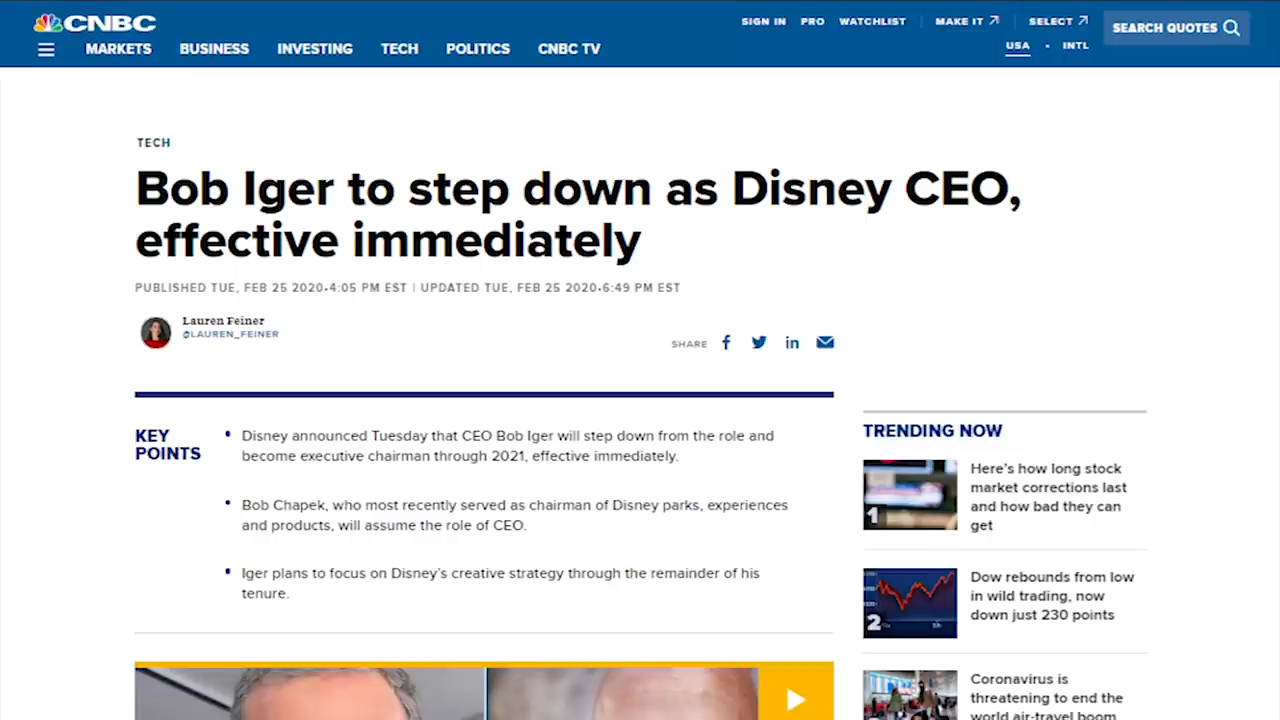 CNBC
SIGN IN PRO WATCHLIST MAKE IT SELECT
SEARCH QUOTES
USA • INTL
MARKETS BUSINESS INVESTING TECH POLITICS CNBC TV
TECH
Bob Iger to step down as Disney CEO,
effective immediately
PUBLISHED TUE, FEB 25 2020•4:05 PM EST | UPDATED TUE, FEB 25 2020•6:49 PM EST
Lauren Feiner
@LAUREN_FEINER
SHARE
KEY
POINTS
• Disney announced Tuesday that CEO Bob Iger will step down from the role and
become executive chairman through 2021, effective immediately.
• Bob Chapek, who most recently served as chairman of Disney parks, experiences
and products, will assume the role of CEO.
• Iger plans to focus on Disney's creative strategy through the remainder of his
tenure.
TRENDING NOW
1
Here's how long stock
market corrections last
and how bad they can
get
2
Dow rebounds from low
in wild trading, now
down just 230 points
Coronavirus is
threatening to end the
world air-travel boom